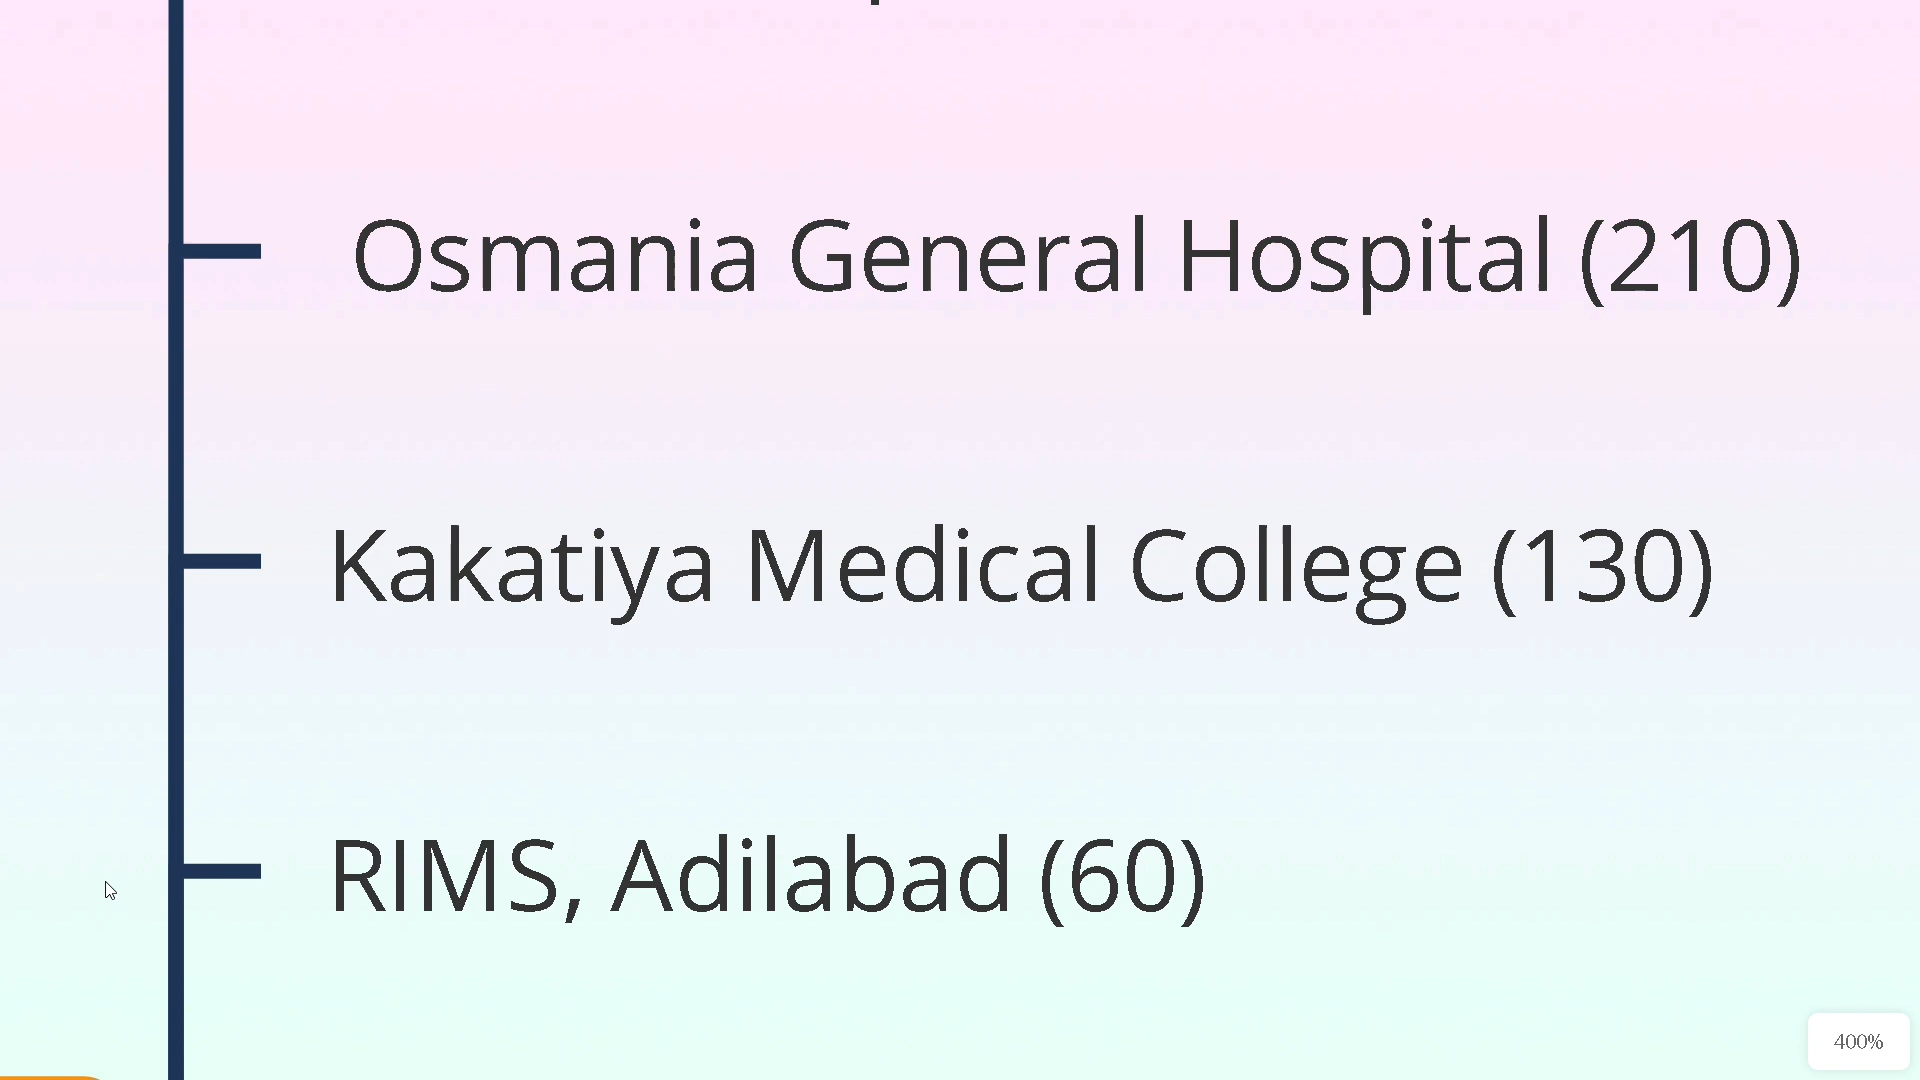 Osmania General Hospital (210)
Kakatiya Medical College (130)
RIMS, Adilabad (60)
400%